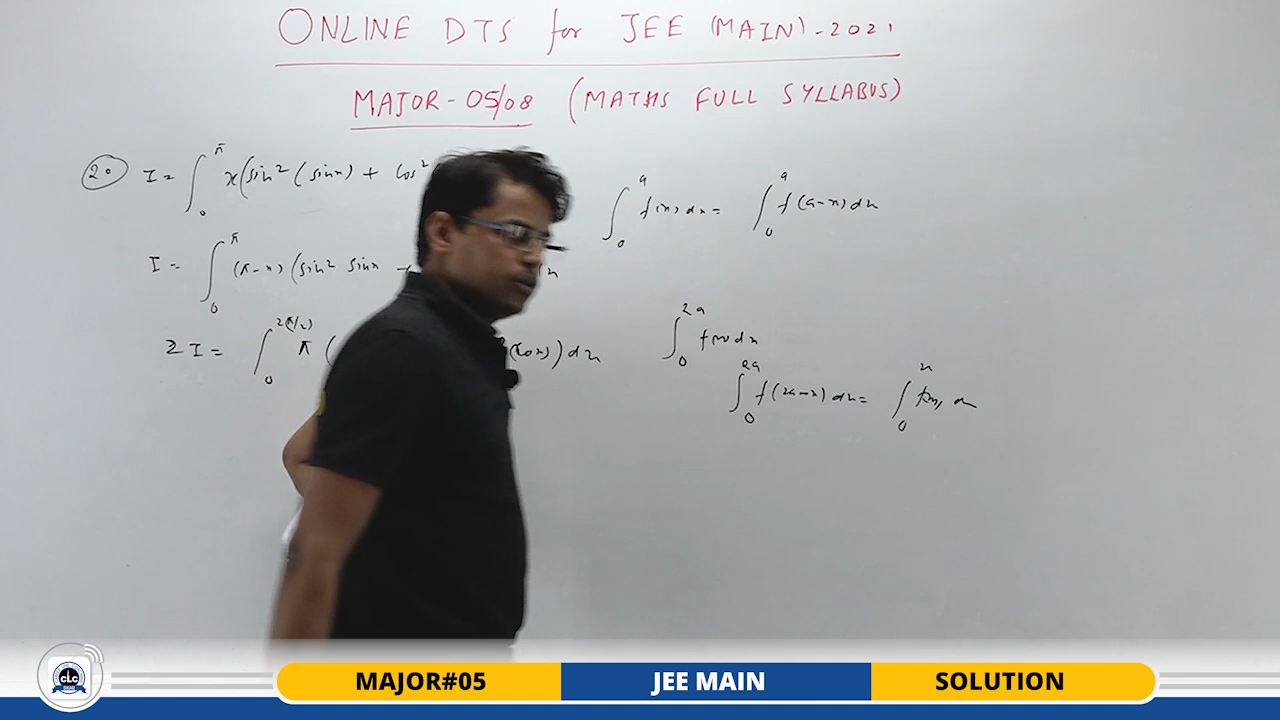 ONLINE DTS for JEE (MAIN)-2021
MAJOR-05/08 (MATHS FULL SYLLABUS)
20 I = ∫₀^π x(sin²(sinx) + cos²
∫₀^a f(x) dx = ∫₀^a f(a-x) dx
I = ∫₀^π (π-x) (sin² sinx
2I = ∫₀^{2(π/2)} π ( (cosx)) dx
∫₀^{2a} f(x) dx
∫₀^{2a} f(2a-x) dx = ∫₀
CLC
SIKAR
MAJOR#05 JEE MAIN SOLUTION